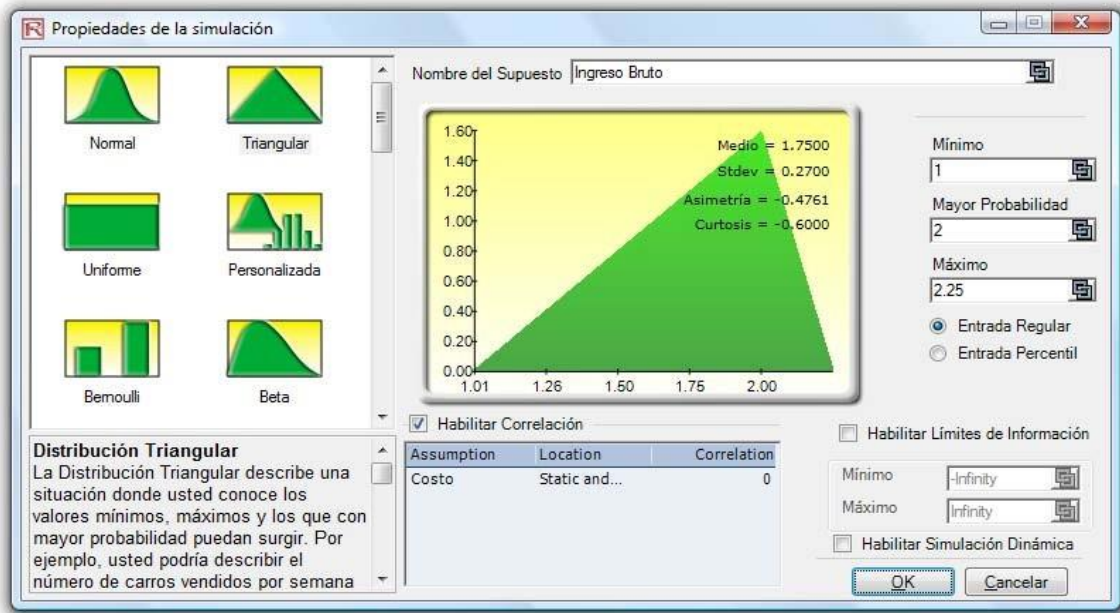 Propiedades de la simulación
Normal
Triangular
Uniforme
Personalizada
Bernoulli
Beta
Distribución Triangular
La Distribución Triangular describe una
situación donde usted conoce los
valores mínimos, máximos y los que con
mayor probabilidad puedan surgir. Por
ejemplo, usted podría describir el
número de carros vendidos por semana
Nombre del Supuesto Ingreso Bruto
1.60
1.40
1.20
1.00
0.80
0.60
0.40
0.20
0.00
1.01 1.26 1.50 1.75 2.00
Medio = 1.7500
Stdev = 0.2700
Asimetría = -0.4761
Curtosis = -0.6000
Mínimo
1
Mayor Probabilidad
2
Máximo
2.25
Entrada Regular
Entrada Percentil
Habilitar Correlación
Assumption Location Correlation
Costo Static and... 0
Habilitar Límites de Información
Mínimo -Infinity
Máximo Infinity
Habilitar Simulación Dinámica
OK Cancelar